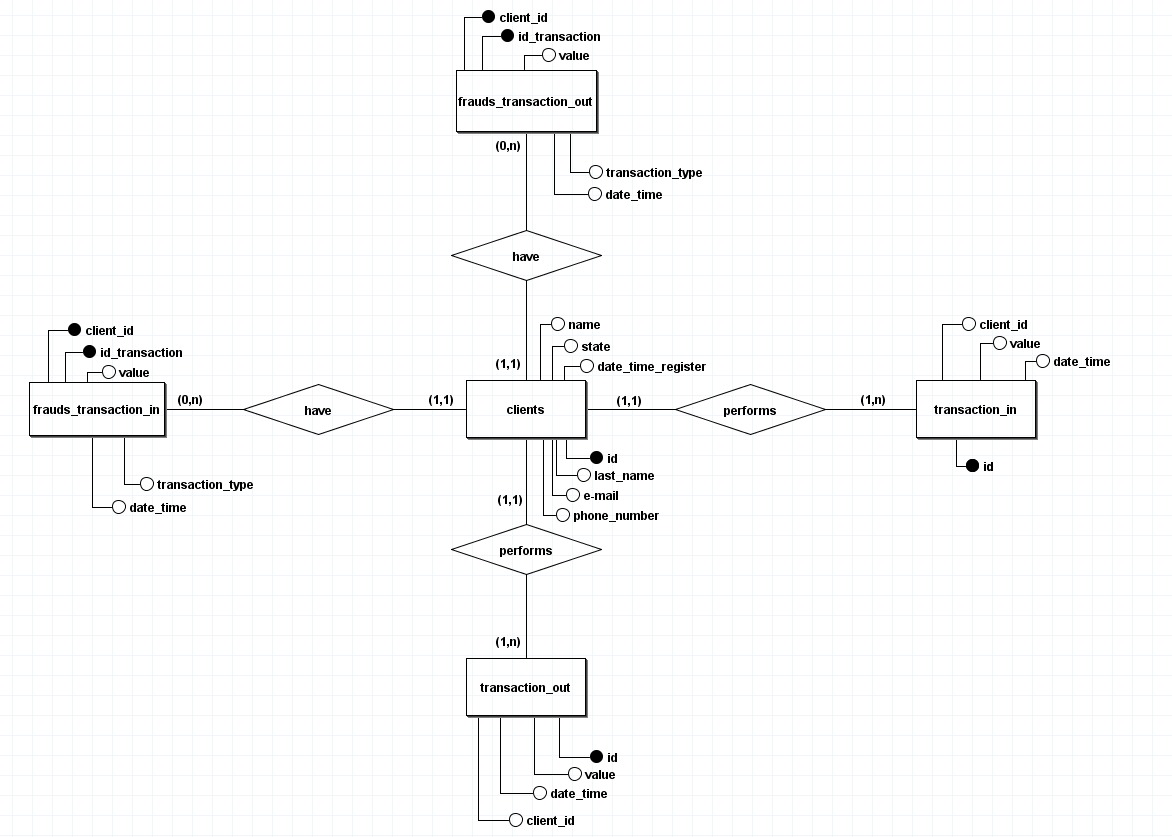 client_id
id_transaction
value
frauds_transaction_out
(0,n)
transaction_type
date_time
have
(1,1)
client_id
id_transaction
value
frauds_transaction_in
(0,n)
transaction_type
date_time
have
(1,1)
name
state
date_time_register
clients
id
last_name
e-mail
phone_number
(1,1)
performs
(1,n)
client_id
value
date_time
transaction_in
id
(1,1)
performs
(1,n)
transaction_out
id
value
date_time
client_id